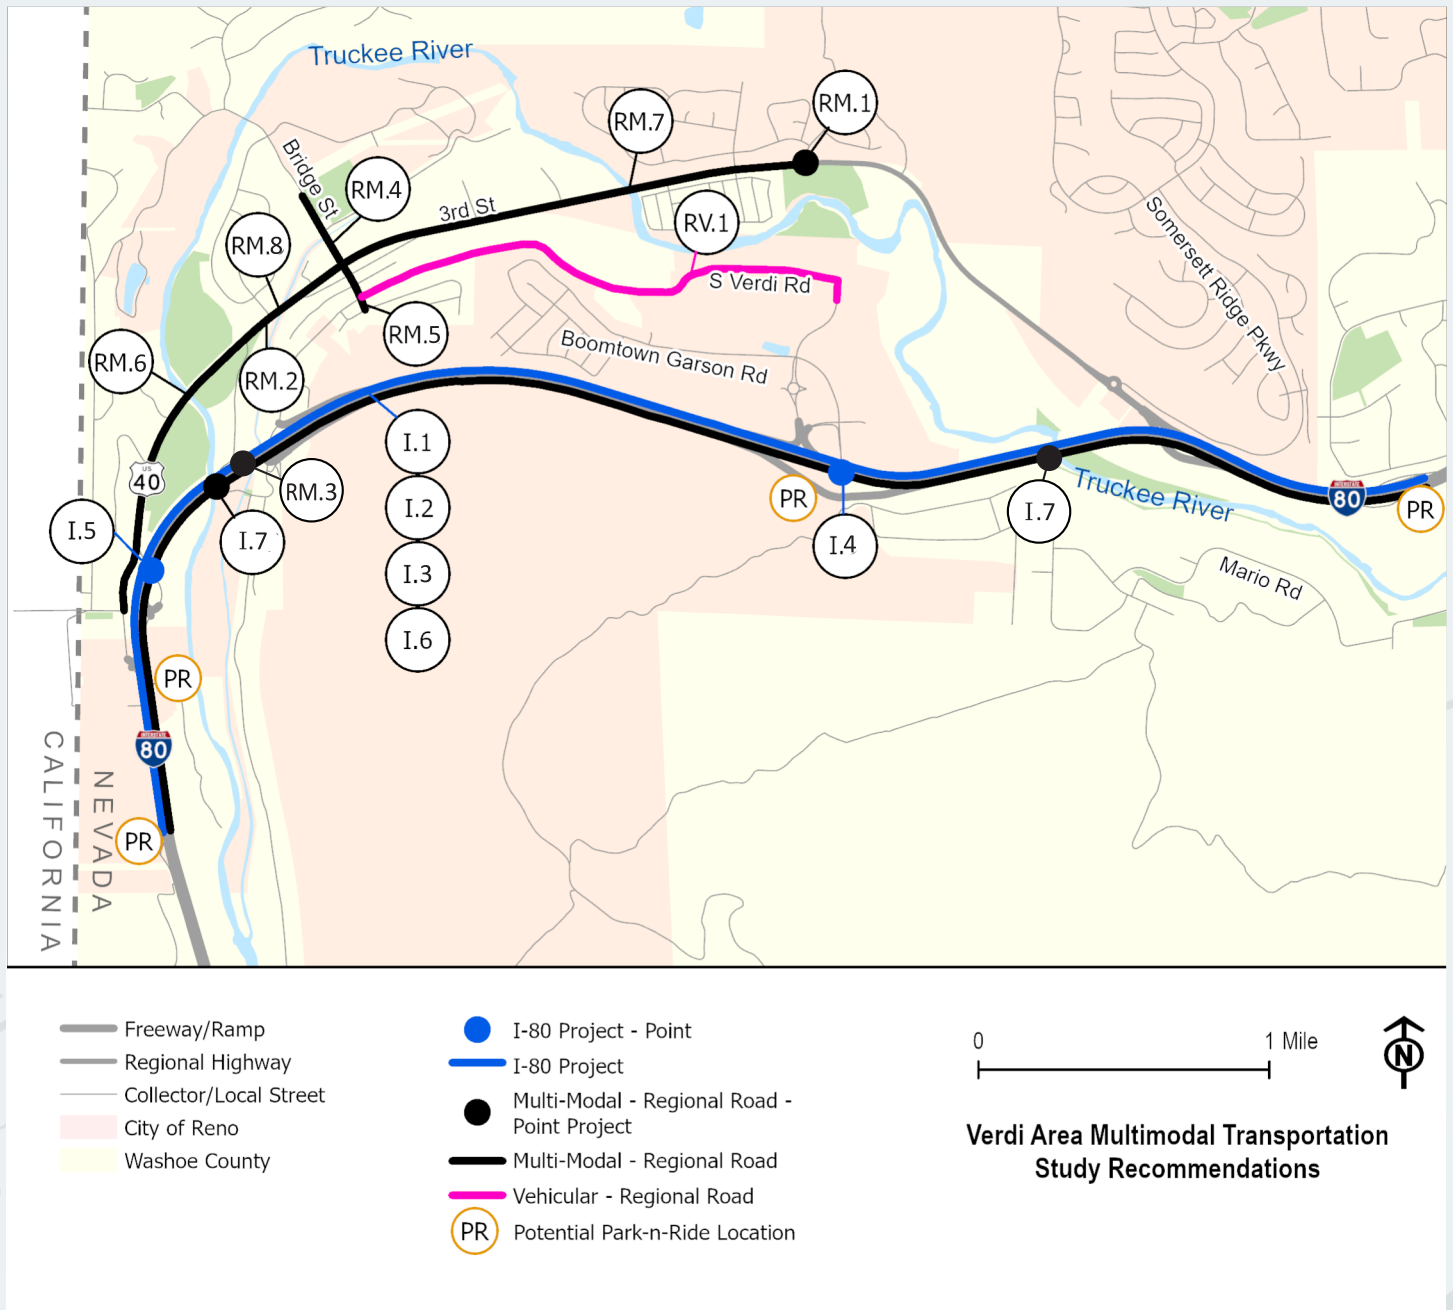 Truckee River
RM.1
RM.7
Bridge St
RM.4
3rd St
RV.1
RM.8
S Verdi Rd
Somersett Ridge Pkwy
RM.5
RM.6
Boomtown Garson Rd
RM.2
I.1
US
40
RM.3
PR
I.2
Truckee River
INTERSTATE
80
PR
I.5
I.7
I.7
I.4
I.3
Mario Rd
I.6
PR
INTERSTATE
80
CALIFORNIA
NEVADA
PR
Freeway/Ramp
Regional Highway
Collector/Local Street
City of Reno
Washoe County
I-80 Project - Point
I-80 Project
Multi-Modal - Regional Road -
Point Project
Multi-Modal - Regional Road
Vehicular - Regional Road
PR Potential Park-n-Ride Location
0 1 Mile
N
Verdi Area Multimodal Transportation
Study Recommendations